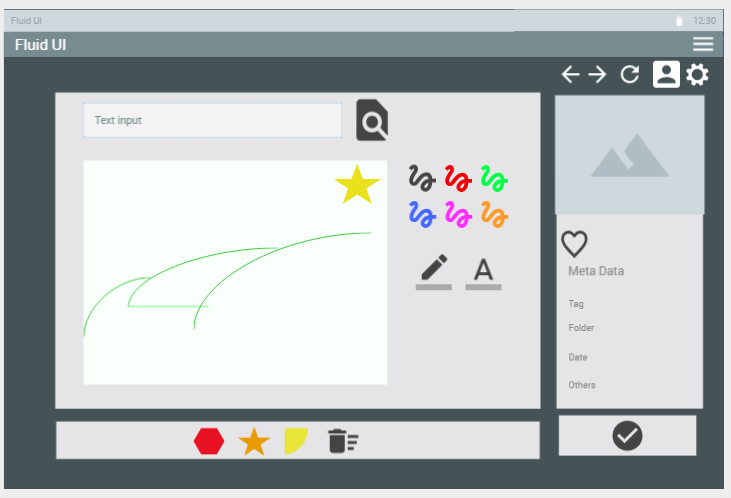 Fluid UI
12:30
Fluid UI
Text input
A
Meta Data
Tag
Folder
Date
Others